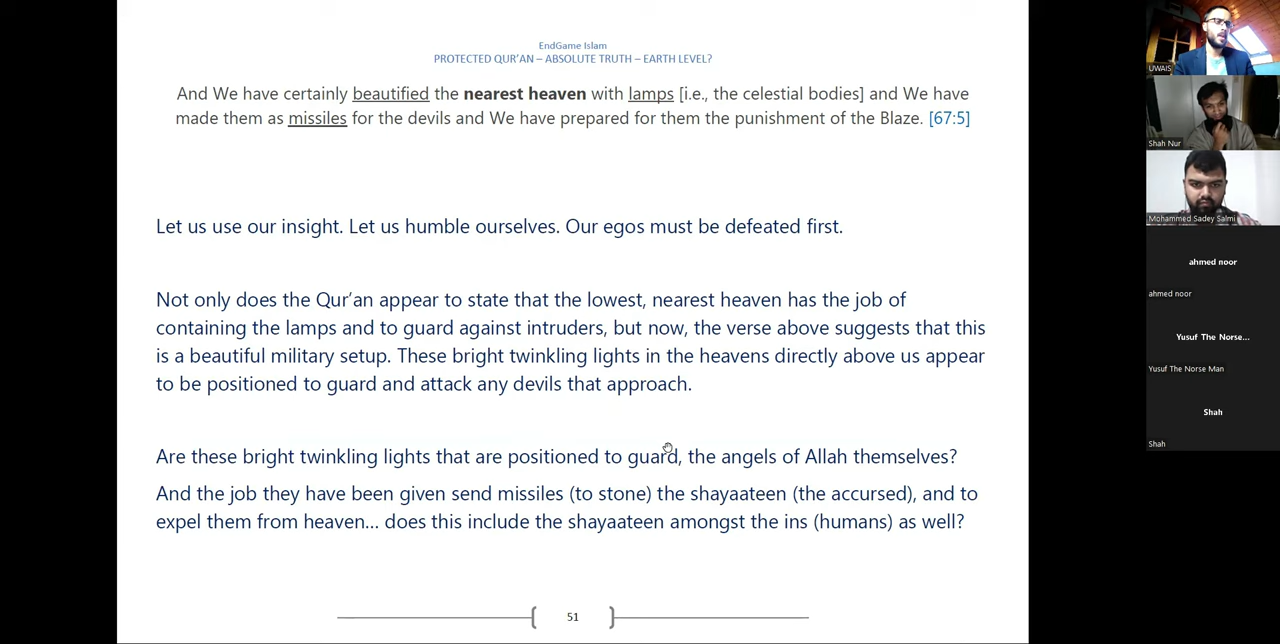 EndGame Islam
PROTECTED QUR'AN – ABSOLUTE TRUTH – EARTH LEVEL?
And We have certainly beautified the nearest heaven with lamps [i.e., the celestial bodies] and We have
made them as missiles for the devils and We have prepared for them the punishment of the Blaze. [67:5]
Let us use our insight. Let us humble ourselves. Our egos must be defeated first.
Not only does the Qur'an appear to state that the lowest, nearest heaven has the job of
containing the lamps and to guard against intruders, but now, the verse above suggests that this
is a beautiful military setup. These bright twinkling lights in the heavens directly above us appear
to be positioned to guard and attack any devils that approach.
Are these bright twinkling lights that are positioned to guard, the angels of Allah themselves?
And the job they have been given send missiles (to stone) the shayaateen (the accursed), and to
expel them from heaven... does this include the shayaateen amongst the ins (humans) as well?
51
UWAIS
Shah Nur
Mohammed Sadey Salmi
ahmed noor
ahmed noor
Yusuf The Norse...
Yusuf The Norse Man
Shah
Shah